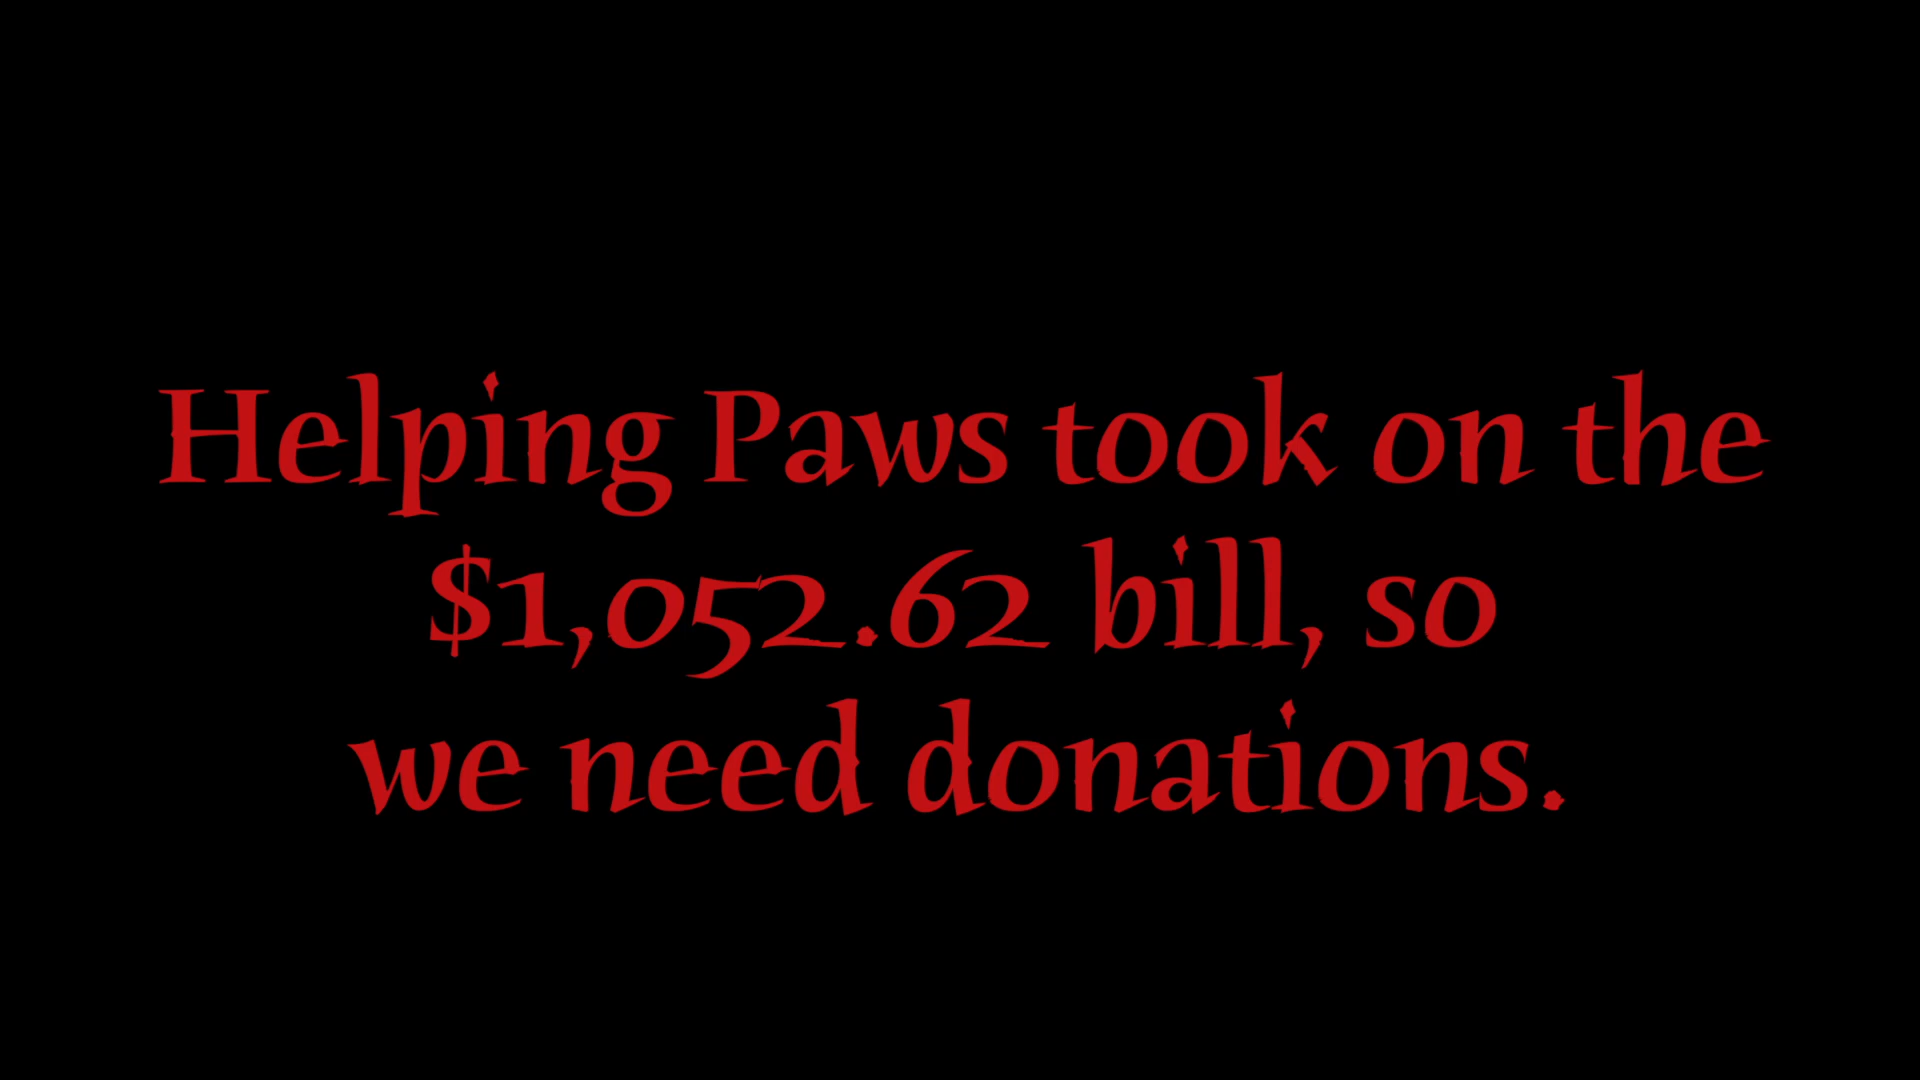 Helping Paws took on the
$1,052.62 bill, so
we need donations.